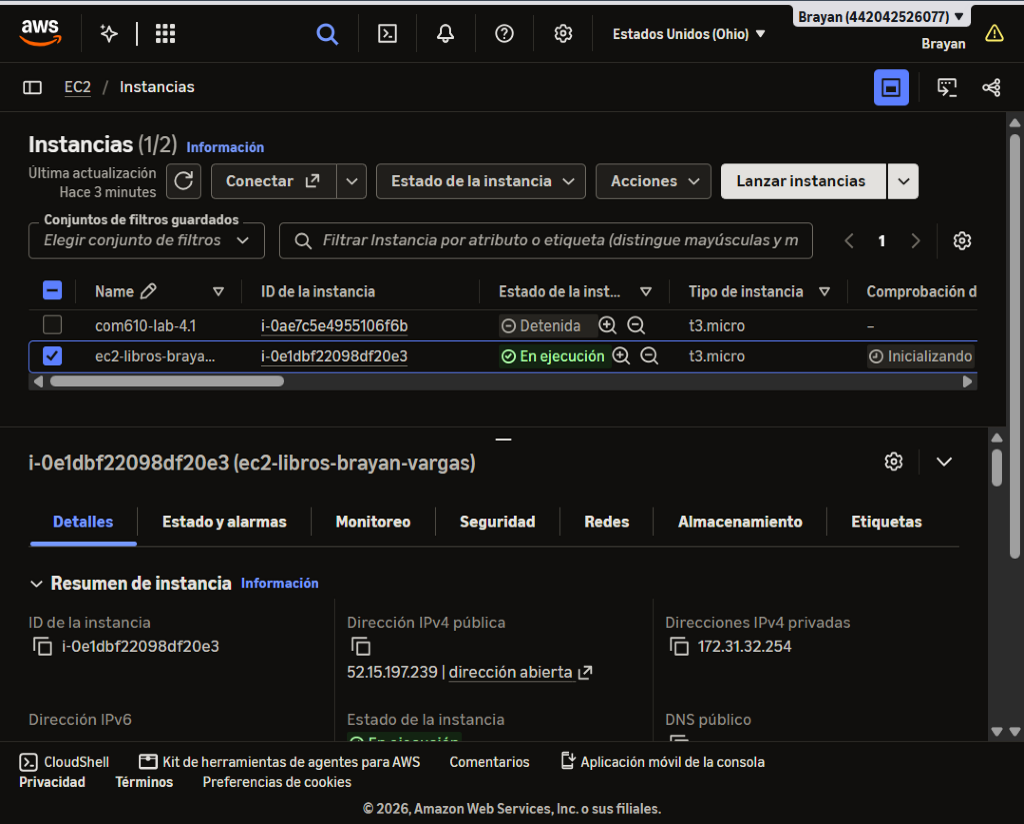 aws
Estados Unidos (Ohio) ▼
Brayan (442042526077) ▼
Brayan
EC2 / Instancias
Instancias (1/2) Información
Última actualización
Hace 3 minutes
Conectar
Estado de la instancia
Acciones
Lanzar instancias
Conjuntos de filtros guardados
Elegir conjunto de filtros
Filtrar Instancia por atributo o etiqueta (distingue mayúsculas y m
1
Name ID de la instancia Estado de la inst... Tipo de instancia Comprobación d
com610-lab-4.1 i-0ae7c5e4955106f6b Detenida t3.micro –
ec2-libros-braya... i-0e1dbf22098df20e3 En ejecución t3.micro Inicializando
i-0e1dbf22098df20e3 (ec2-libros-brayan-vargas)
Detalles Estado y alarmas Monitoreo Seguridad Redes Almacenamiento Etiquetas
Resumen de instancia Información
ID de la instancia
i-0e1dbf22098df20e3
Dirección IPv4 pública
52.15.197.239 | dirección abierta
Direcciones IPv4 privadas
172.31.32.254
Dirección IPv6
Estado de la instancia
En ejecución
DNS público
CloudShell Kit de herramientas de agentes para AWS Comentarios Aplicación móvil de la consola
Privacidad Términos Preferencias de cookies
© 2026, Amazon Web Services, Inc. o sus filiales.